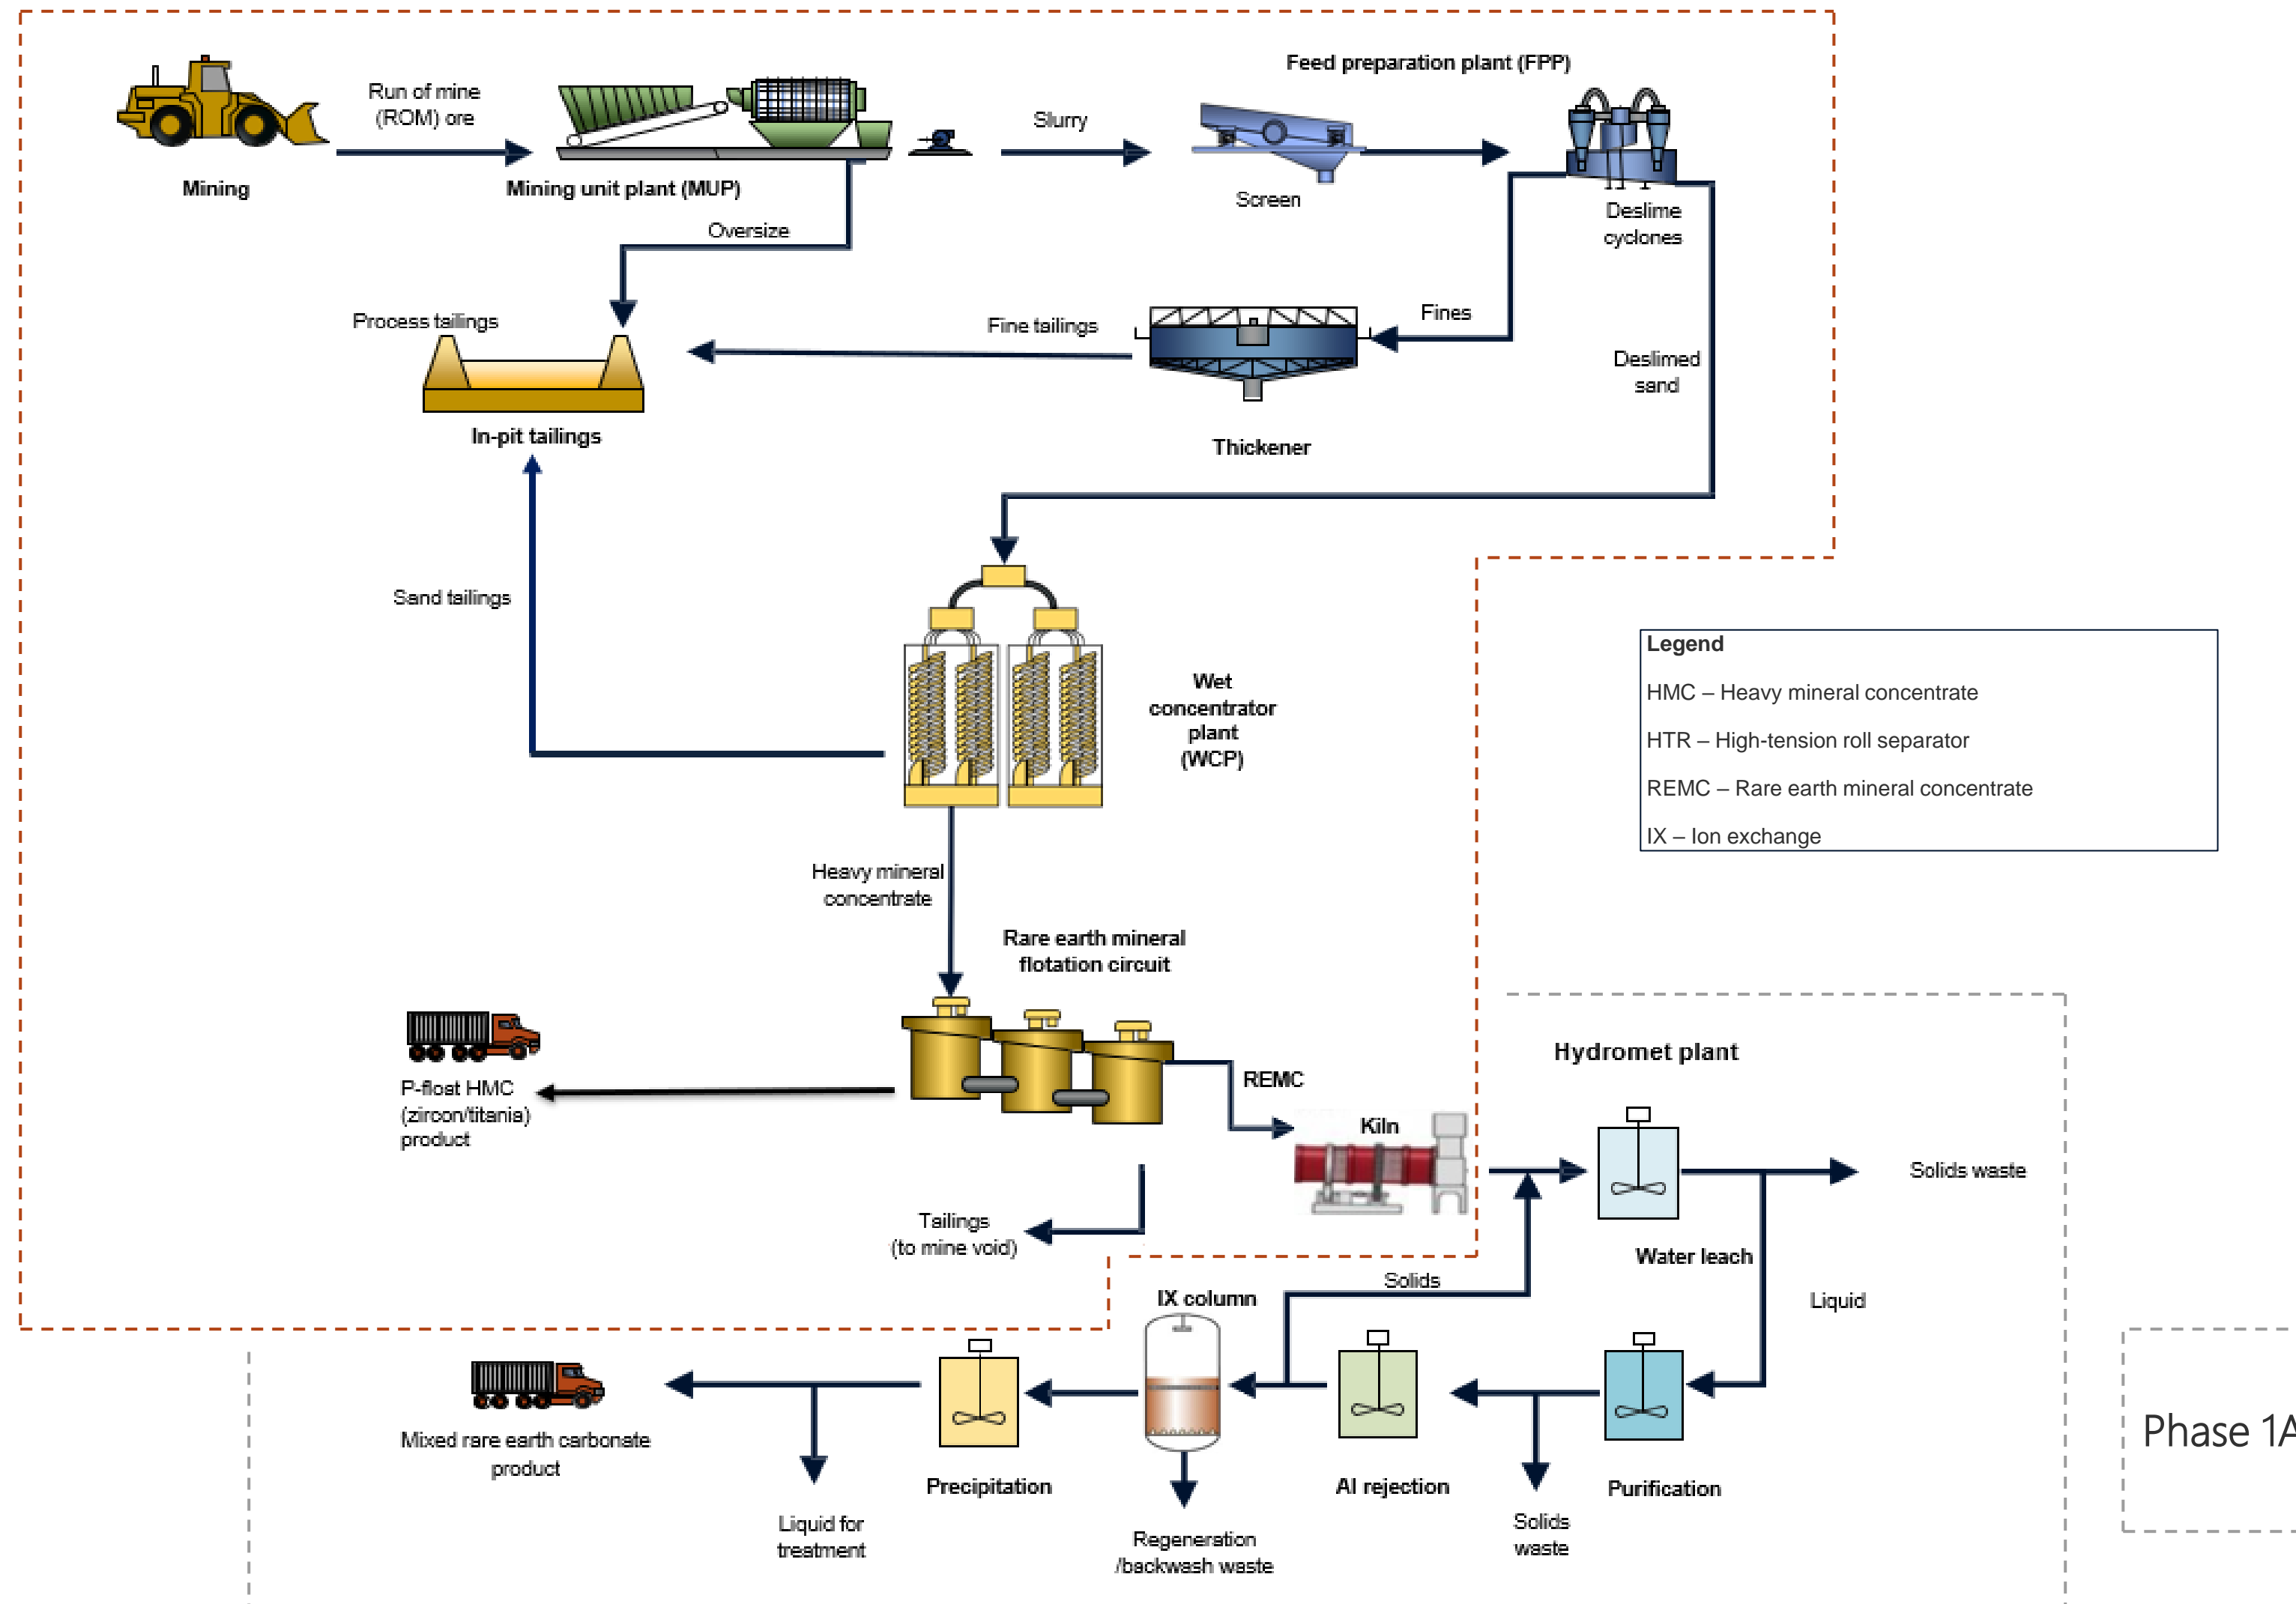 Feed preparation plant (FPP)
Run of mine
(ROM) ore
Slurry
Mining
Mining unit plant (MUP)
Screen
Deslime
cyclones
Oversize
Process tailings
Fine tailings
Fines
Deslimed
sand
In-pit tailings
Thickener
Sand tailings
Wet
concentrator
plant
(WCP)
Legend
HMC – Heavy mineral concentrate
HTR – High-tension roll separator
REMC – Rare earth mineral concentrate
IX – Ion exchange
Heavy mineral
concentrate
Rare earth mineral
flotation circuit
P-float HMC
(zircon/titania)
product
REMC
Kiln
Hydromet plant
Solids waste
Tailings
(to mine void)
Water leach
Solids
Liquid
IX column
Mixed rare earth carbonate
product
Precipitation
Al rejection
Purification
Phase 1A
Liquid for
treatment
Regeneration
/backwash waste
Solids
waste